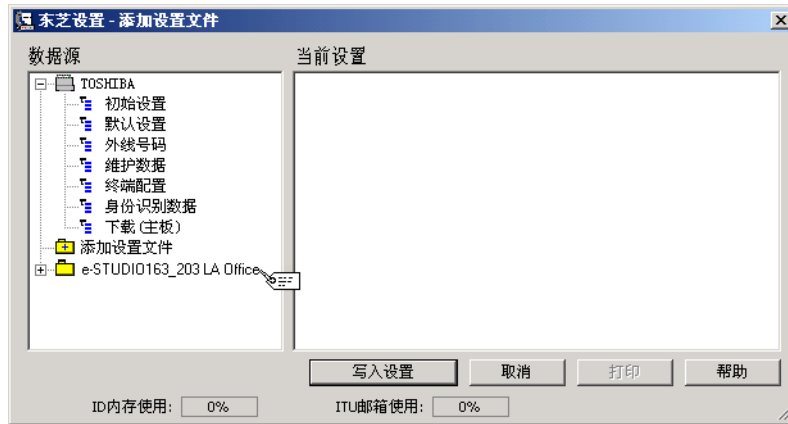 东芝设置 - 添加设置文件
数据源
当前设置
TOSHIBA
初始设置
默认设置
外线号码
维护数据
终端配置
身份识别数据
下载(主板)
添加设置文件
e-STUDIO163_203 LA Office
写入设置
取消
打印
帮助
ID内存使用: 0%
ITU邮箱使用: 0%